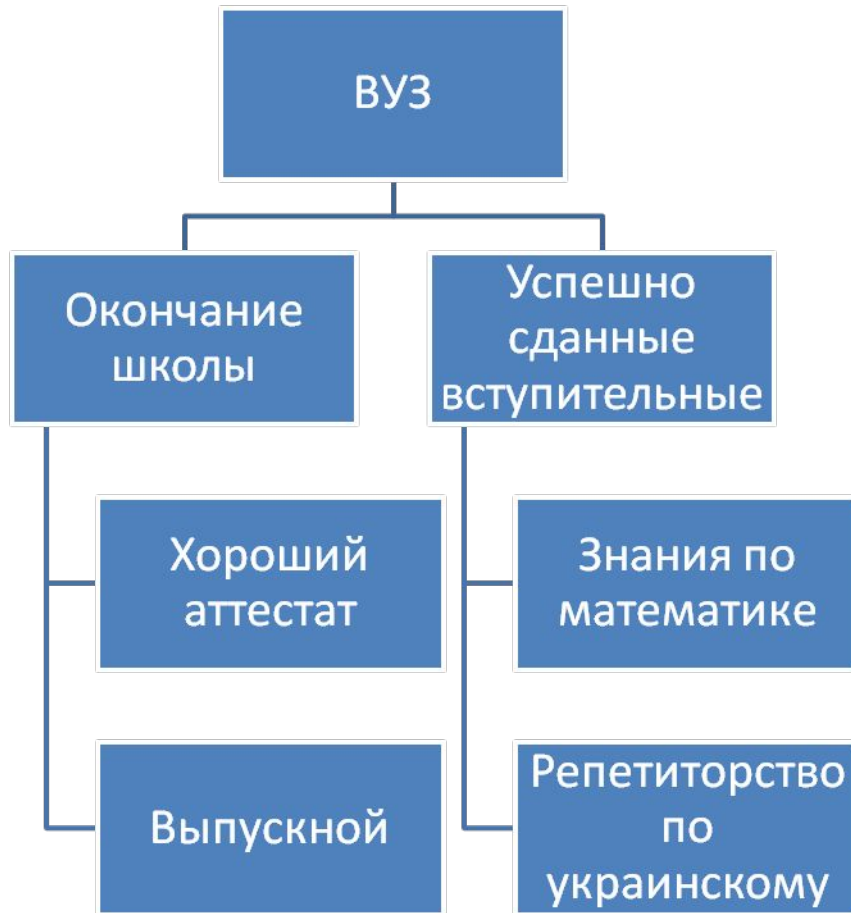 ВУЗ
Окончание
школы
Успешно
сданные
вступительные
Хороший
аттестат
Знания по
математике
Выпускной
Репетиторство
по
украинскому